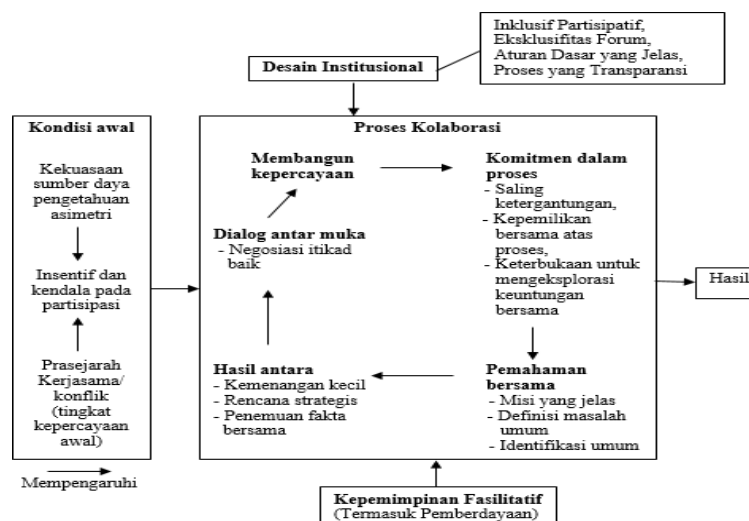 Inklusif Partisipatif,
Eksklusifitas Forum,
Aturan Dasar yang Jelas,
Proses yang Transparansi
Desain Institusional
Kondisi awal
Kekuasaan
sumber daya
pengetahuan
asimetri
Insentif dan
kendala pada
partisipasi
Prasejarah
Kerjasama/
konflik
(tingkat
kepercayaan
awal)
Mempengaruhi
Proses Kolaborasi
Membangun
kepercayaan
Komitmen dalam
proses
- Saling
ketergantungan,
- Kepemilikan
bersama atas
proses,
- Keterbukaan untuk
mengeksplorasi
keuntungan
bersama
Dialog antar muka
- Negosiasi itikad
baik
Hasil antara
- Kemenangan kecil
- Rencana strategis
- Penemuan fakta
bersama
Pemahaman
bersama
- Misi yang jelas
- Definisi masalah
umum
- Identifikasi umum
Hasil
Kepemimpinan Fasilitatif
(Termasuk Pemberdayaan)